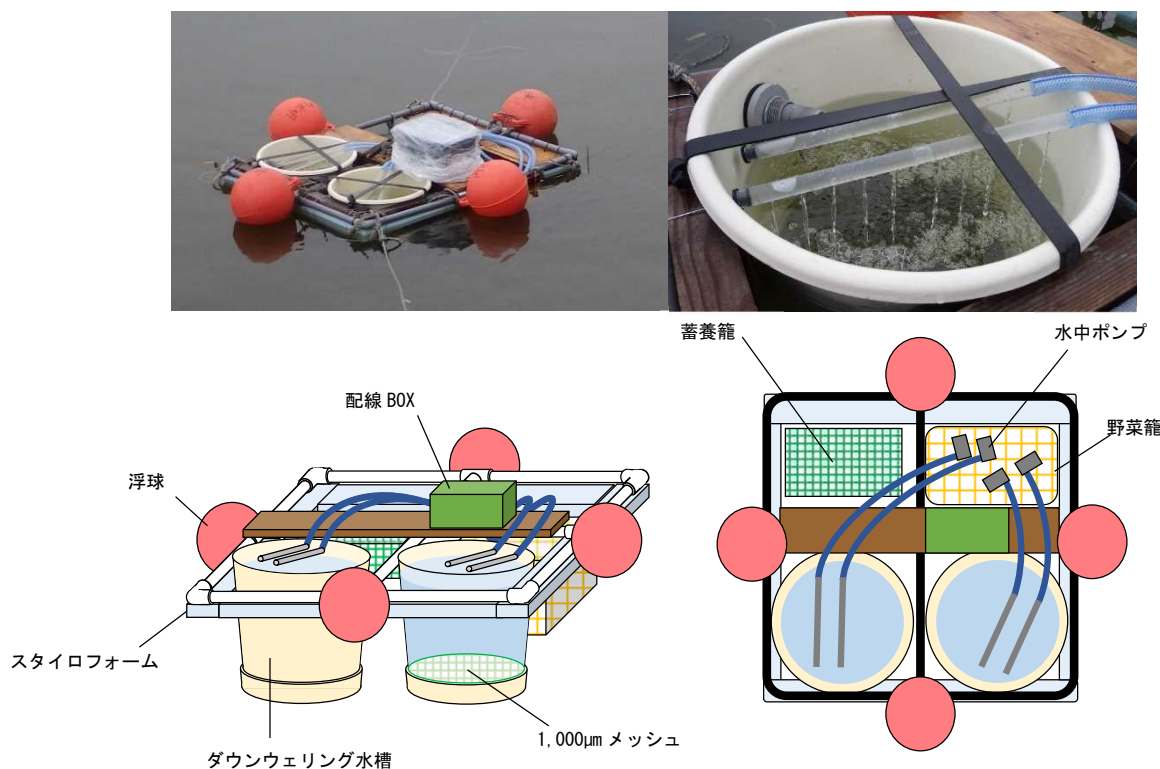 蓄養籠
水中ポンプ
配線 BOX
野菜籠
浮球
スタイロフォーム
1,000μm メッシュ
ダウンウェリング水槽